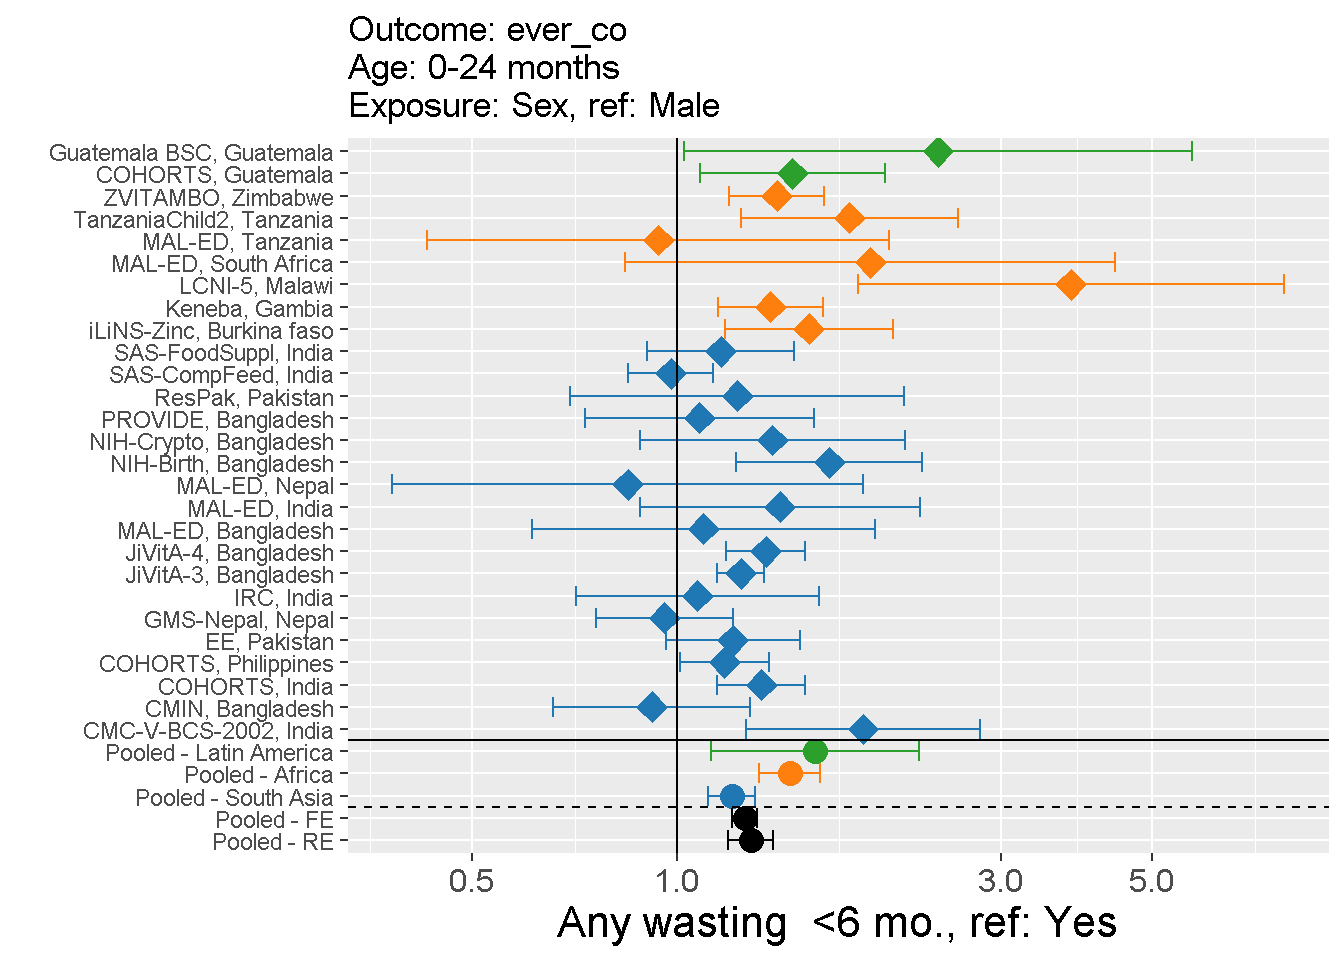 Outcome: ever_co
Age: 0-24 months
Exposure: Sex, ref: Male
Guatemala BSC, Guatemala
COHORTS, Guatemala
ZVITAMBO, Zimbabwe
TanzaniaChild2, Tanzania
MAL-ED, Tanzania
MAL-ED, South Africa
LCNI-5, Malawi
Keneba, Gambia
iLiNS-Zinc, Burkina faso
SAS-FoodSuppl, India
SAS-CompFeed, India
ResPak, Pakistan
PROVIDE, Bangladesh
NIH-Crypto, Bangladesh
NIH-Birth, Bangladesh
MAL-ED, Nepal
MAL-ED, India
MAL-ED, Bangladesh
JiVitA-4, Bangladesh
JiVitA-3, Bangladesh
IRC, India
GMS-Nepal, Nepal
EE, Pakistan
COHORTS, Philippines
COHORTS, India
CMIN, Bangladesh
CMC-V-BCS-2002, India
Pooled - Latin America
Pooled - Africa
Pooled - South Asia
Pooled - FE
Pooled - RE
0.5 1.0 3.0 5.0
Any wasting  <6 mo., ref: Yes